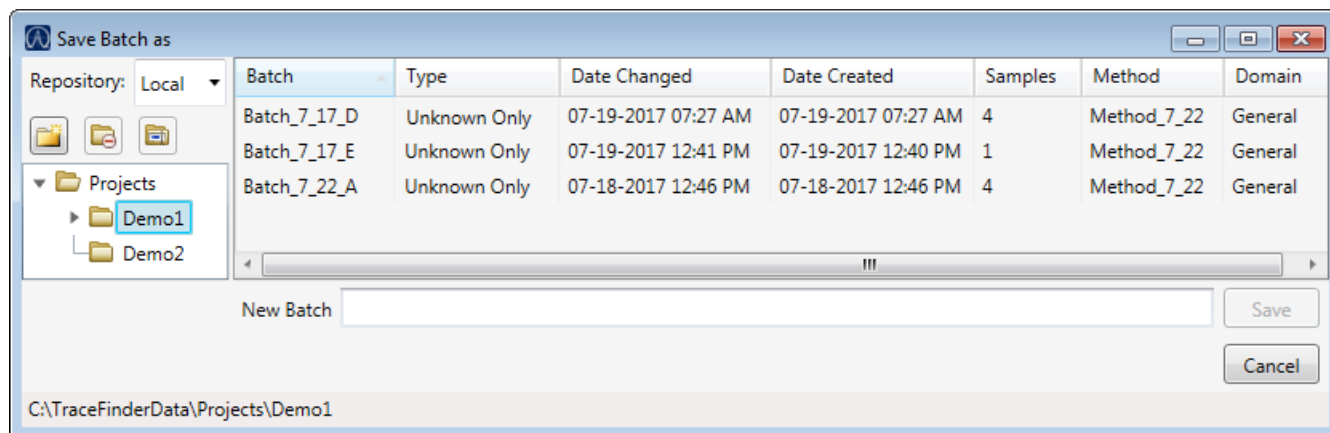 Save Batch as
Repository: Local
Batch Type Date Changed Date Created Samples Method Domain
Batch_7_17_D Unknown Only 07-19-2017 07:27 AM 07-19-2017 07:27 AM 4 Method_7_22 General
Batch_7_17_E Unknown Only 07-19-2017 12:41 PM 07-19-2017 12:40 PM 1 Method_7_22 General
Batch_7_22_A Unknown Only 07-18-2017 12:46 PM 07-18-2017 12:46 PM 4 Method_7_22 General
Projects
Demo1
Demo2
New Batch
Save
Cancel
C:\TraceFinderData\Projects\Demo1